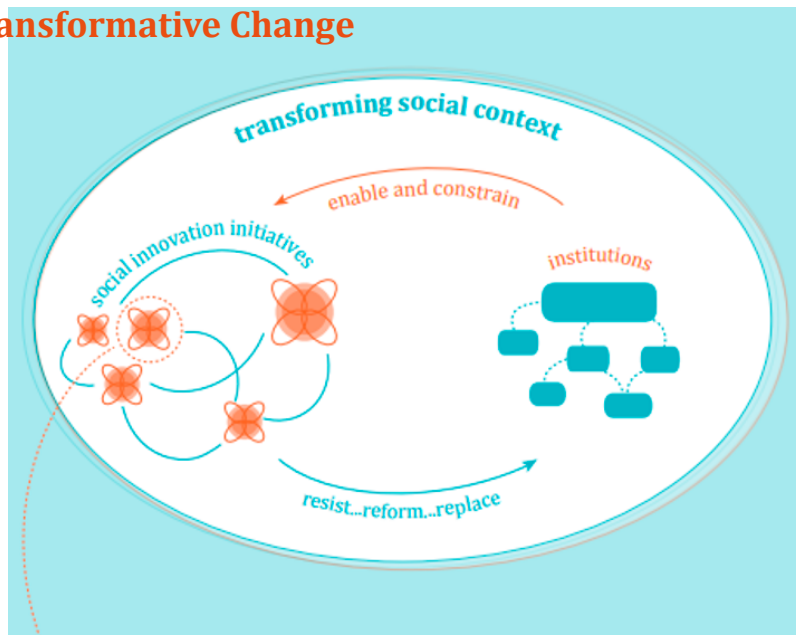 ansformative Change
transforming social context
enable and constrain
social innovation initiatives
institutions
resist...reform...replace